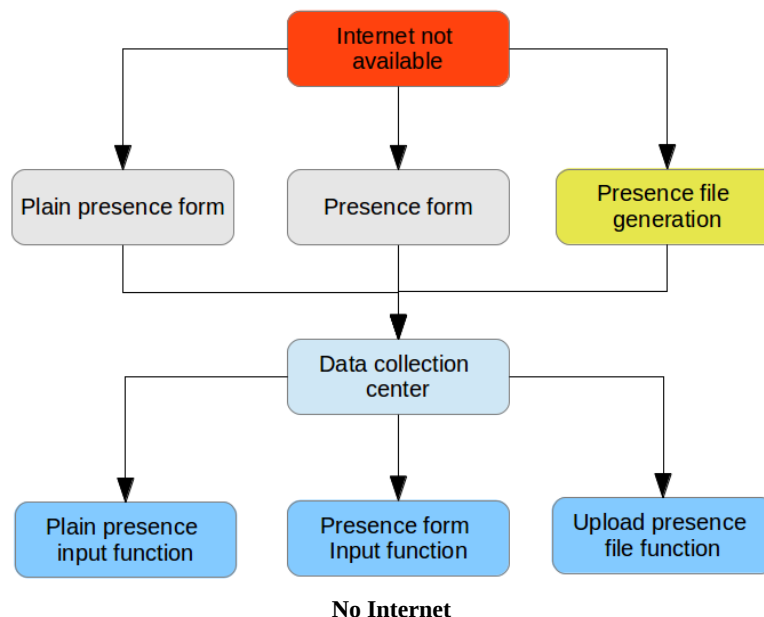 Internet not
available
Plain presence form
Presence form
Presence file
generation
Data collection
center
Plain presence
input function
Presence form
Input function
Upload presence
file function
No Internet